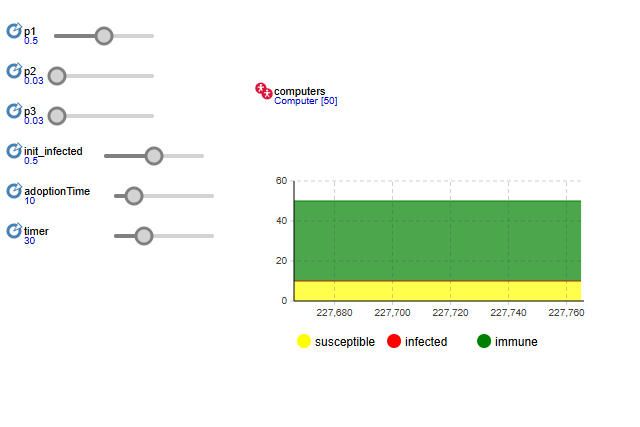 p1
0.5
p2
0.03
p3
0.03
init_infected
0.5
adoptionTime
10
timer
30
computers
Computer [50]
60
40
20
0
227,680 227,700 227,720 227,740 227,760
susceptible infected immune